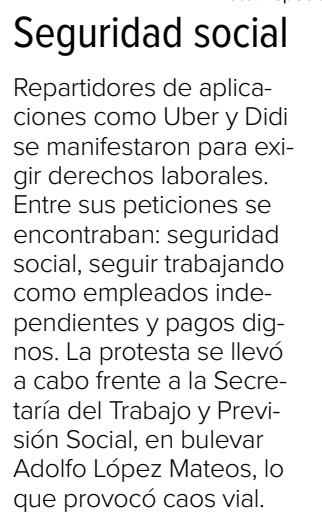 Seguridad social
Repartidores de aplica-
ciones como Uber y Didi
se manifestaron para exi-
gir derechos laborales.
Entre sus peticiones se
encontraban: seguridad
social, seguir trabajando
como empleados inde-
pendientes y pagos dig-
nos. La protesta se llevó
a cabo frente a la Secre-
taría del Trabajo y Previ-
sión Social, en bulevar
Adolfo López Mateos, lo
que provocó caos vial.